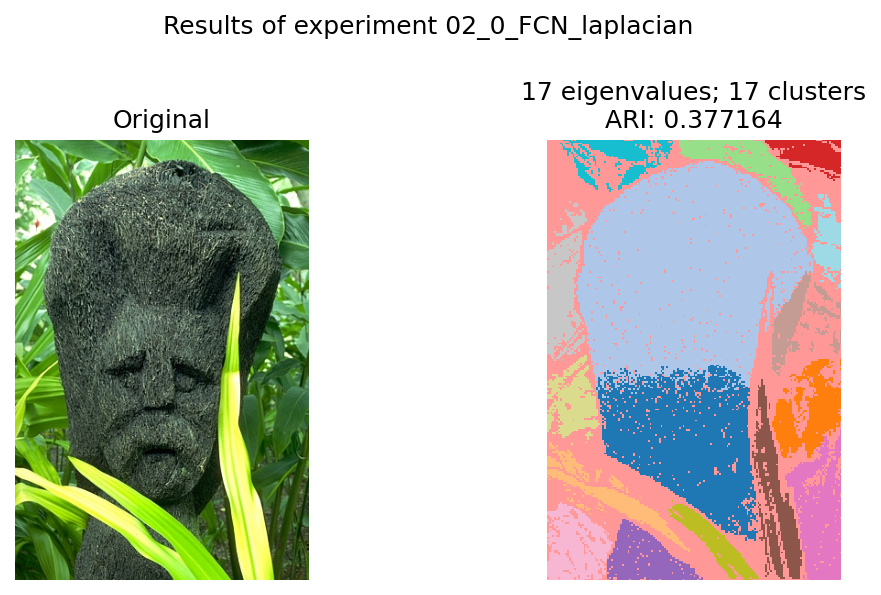 Results of experiment 02_0_FCN_laplacian
Original
17 eigenvalues; 17 clusters
ARI: 0.377164